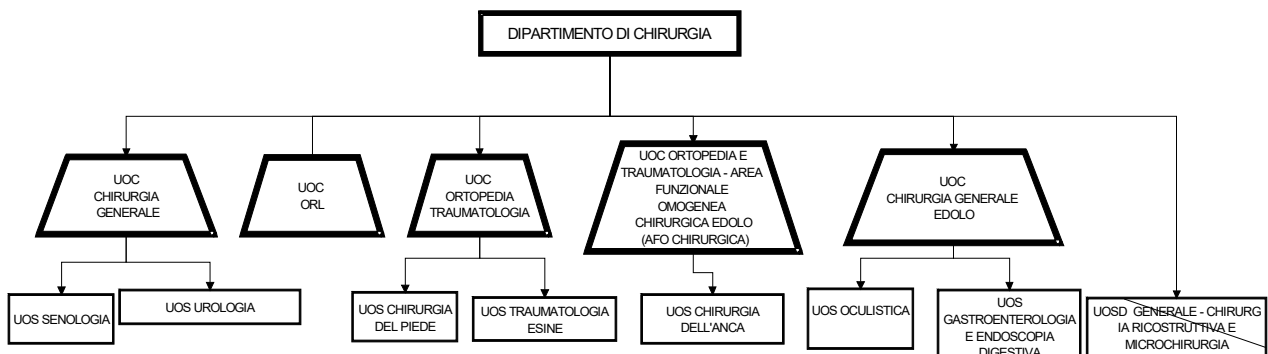 DIPARTIMENTO DI CHIRURGIA
UOC
CHIRURGIA
GENERALE
UOC
ORL
UOC
ORTOPEDIA
TRAUMATOLOGIA
UOC ORTOPEDIA E
TRAUMATOLOGIA - AREA
FUNZIONALE
OMOGENEA
CHIRURGICA EDOLO
(AFO CHIRURGICA)
UOC
CHIRURGIA GENERALE
EDOLO
UOS SENOLOGIA
UOS UROLOGIA
UOS CHIRURGIA
DEL PIEDE
UOS TRAUMATOLOGIA
ESINE
UOS CHIRURGIA
DELL'ANCA
UOS OCULISTICA
UOS
GASTROENTEROLOGIA
E ENDOSCOPIA
DIGESTIVA
UOSD GENERALE - CHIRURG
IA RICOSTRUTTIVA E
MICROCHIRURGIA